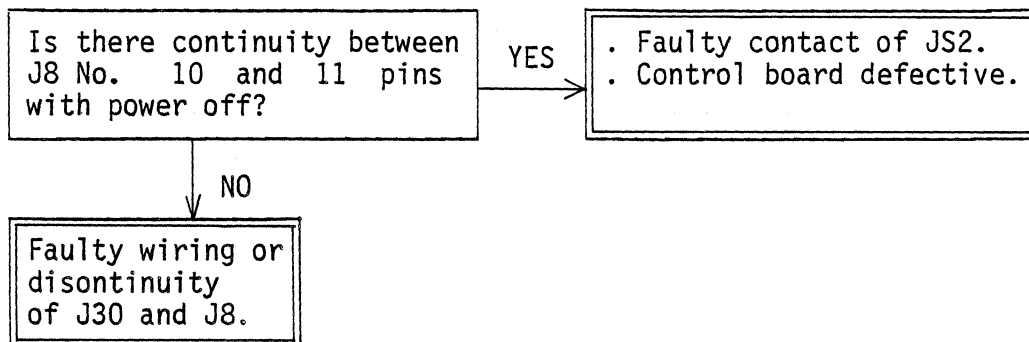 Is there continuity between
J8 No. 10 and 11 pins
with power off?
YES
. Faulty contact of JS2.
. Control board defective.
NO
Faulty wiring or
disontinuity
of J30 and J8.